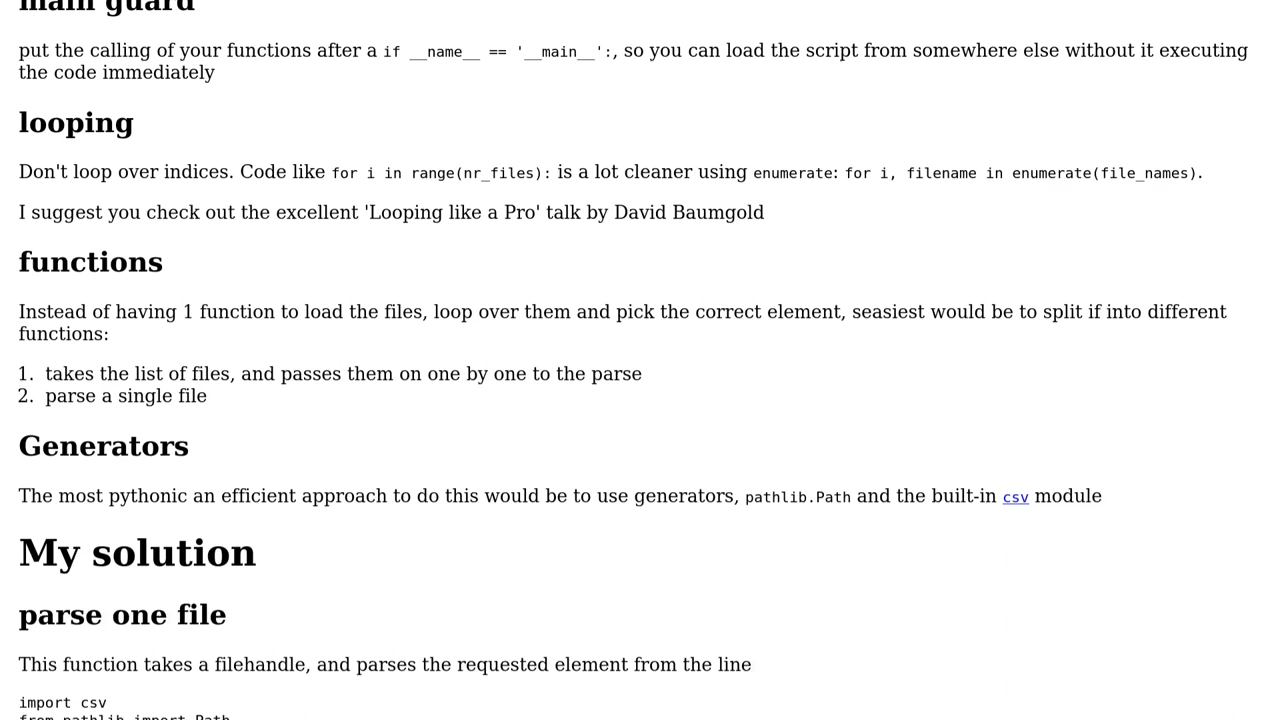 main guard
put the calling of your functions after a if __name__ == '__main__':, so you can load the script from somewhere else without it executing
the code immediately
looping
Don't loop over indices. Code like for i in range(nr_files): is a lot cleaner using enumerate: for i, filename in enumerate(file_names).
I suggest you check out the excellent 'Looping like a Pro' talk by David Baumgold
functions
Instead of having 1 function to load the files, loop over them and pick the correct element, seasiest would be to split if into different
functions:
1. takes the list of files, and passes them on one by one to the parse
2. parse a single file
Generators
The most pythonic an efficient approach to do this would be to use generators, pathlib.Path and the built-in csv module
My solution
parse one file
This function takes a filehandle, and parses the requested element from the line
import csv
from pathlib import Path